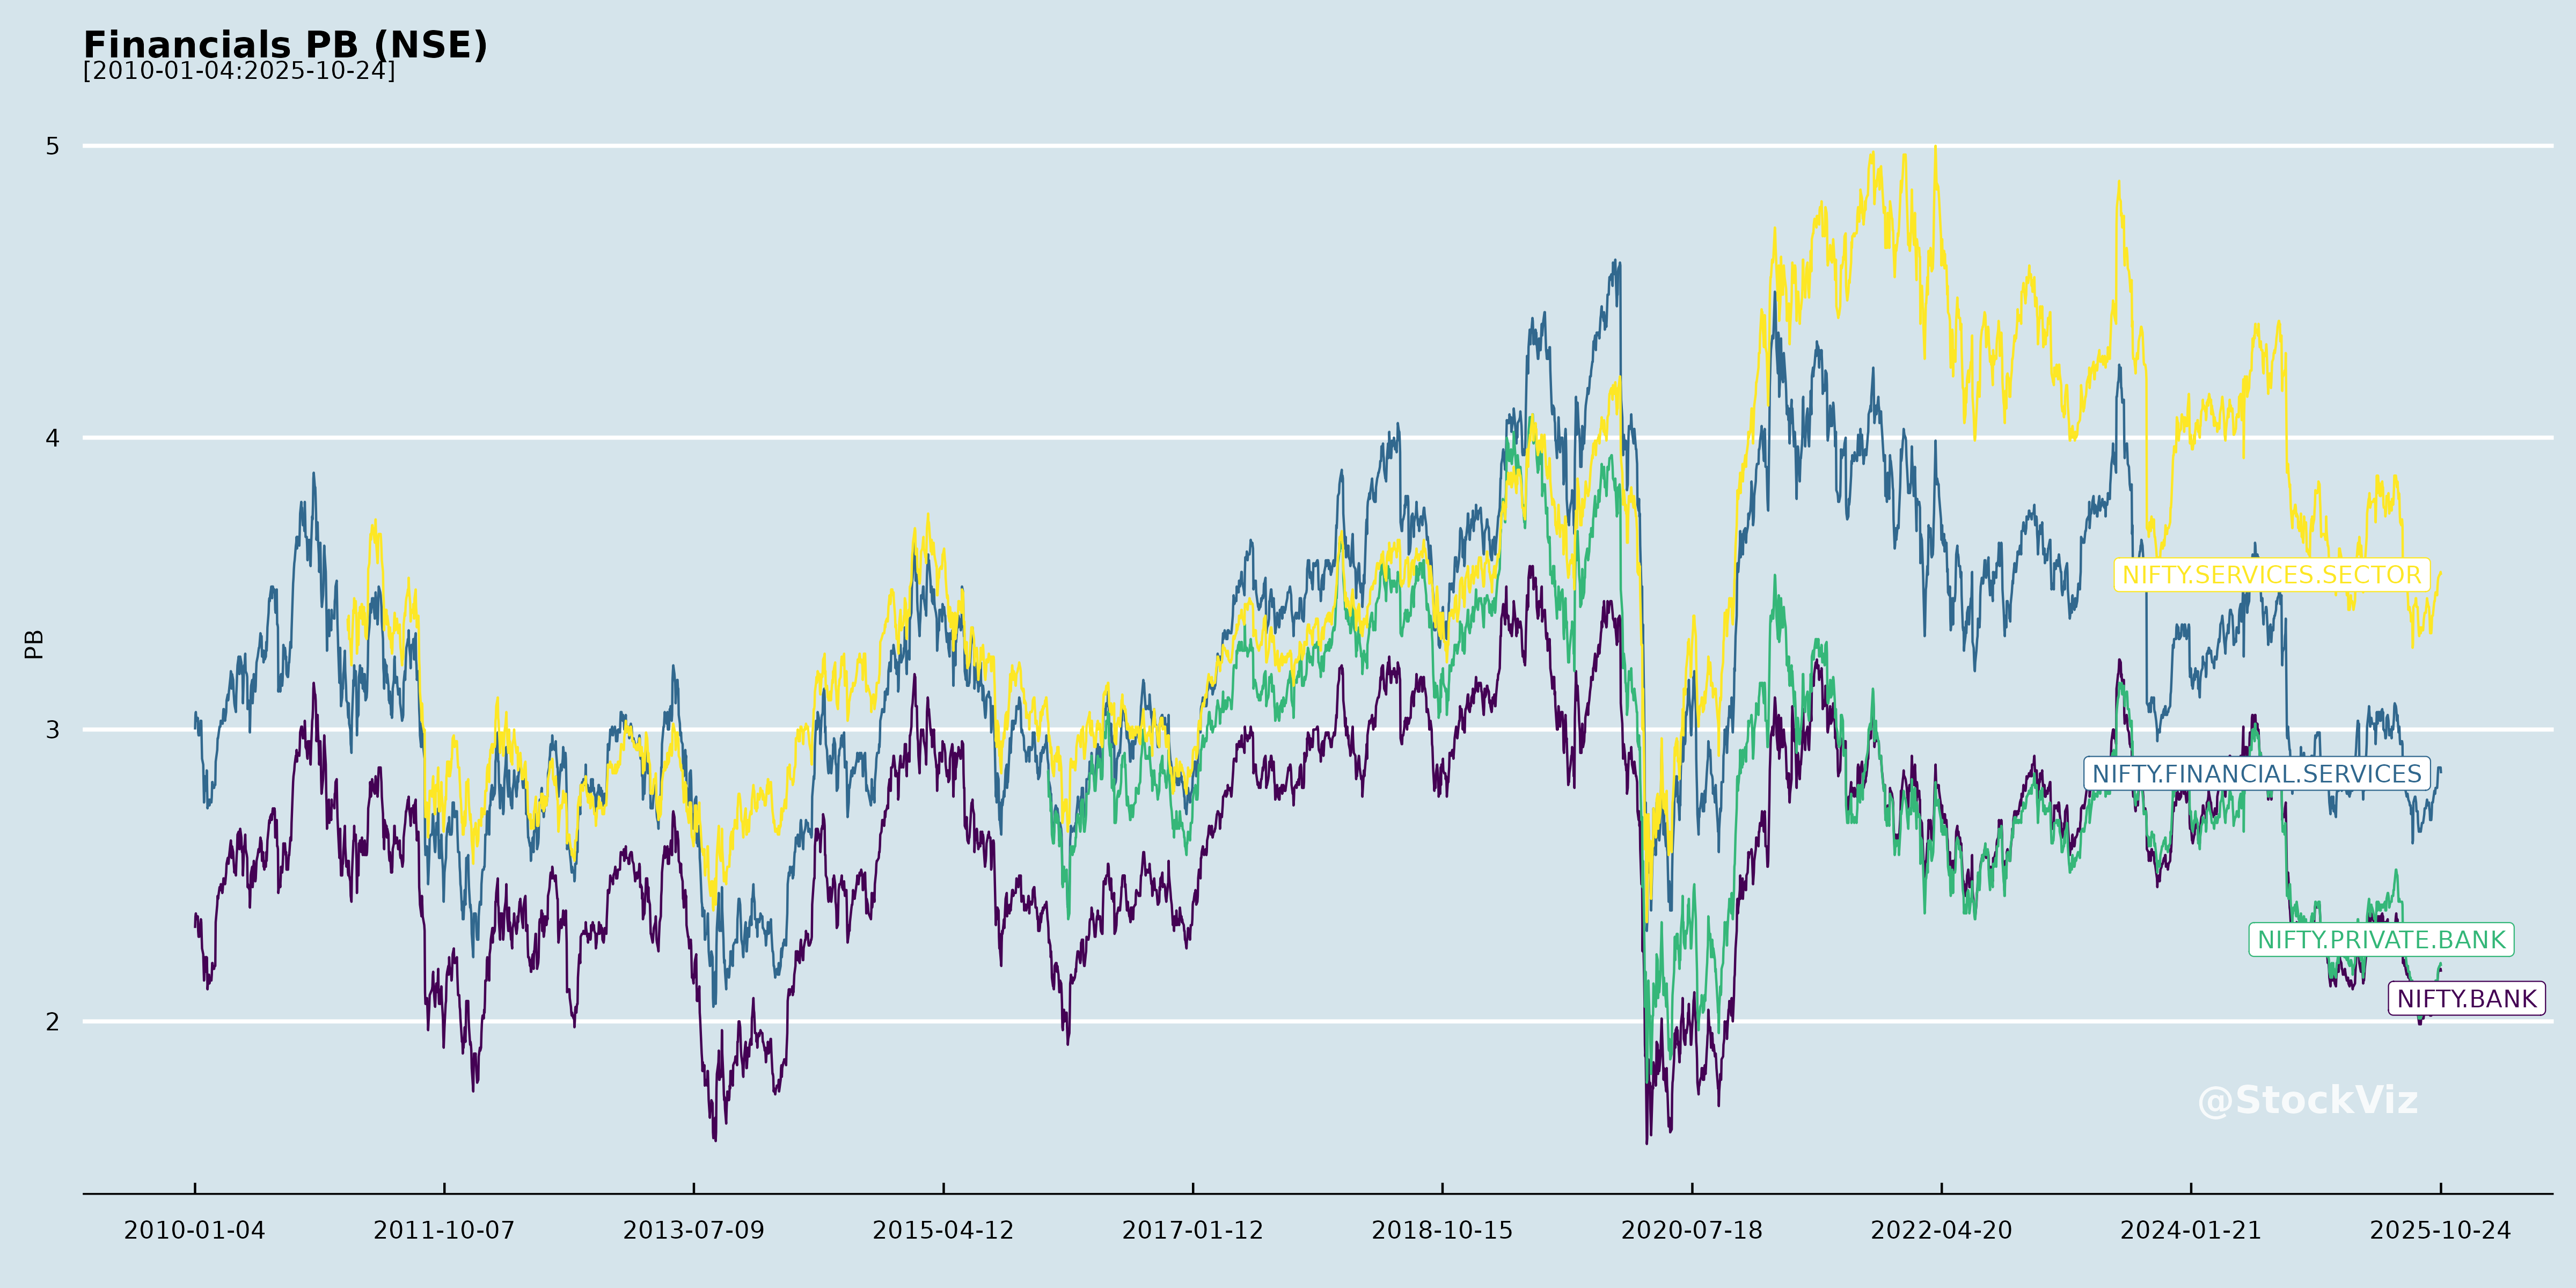 Financials PB (NSE)
[2010-01-04:2025-10-24]
5
4
3
2
PB
NIFTY.SERVICES.SECTOR
NIFTY.FINANCIAL.SERVICES
NIFTY.PRIVATE.BANK
NIFTY.BANK
@StockViz
2010-01-04 2011-10-07 2013-07-09 2015-04-12 2017-01-12 2018-10-15 2020-07-18 2022-04-20 2024-01-21 2025-10-24